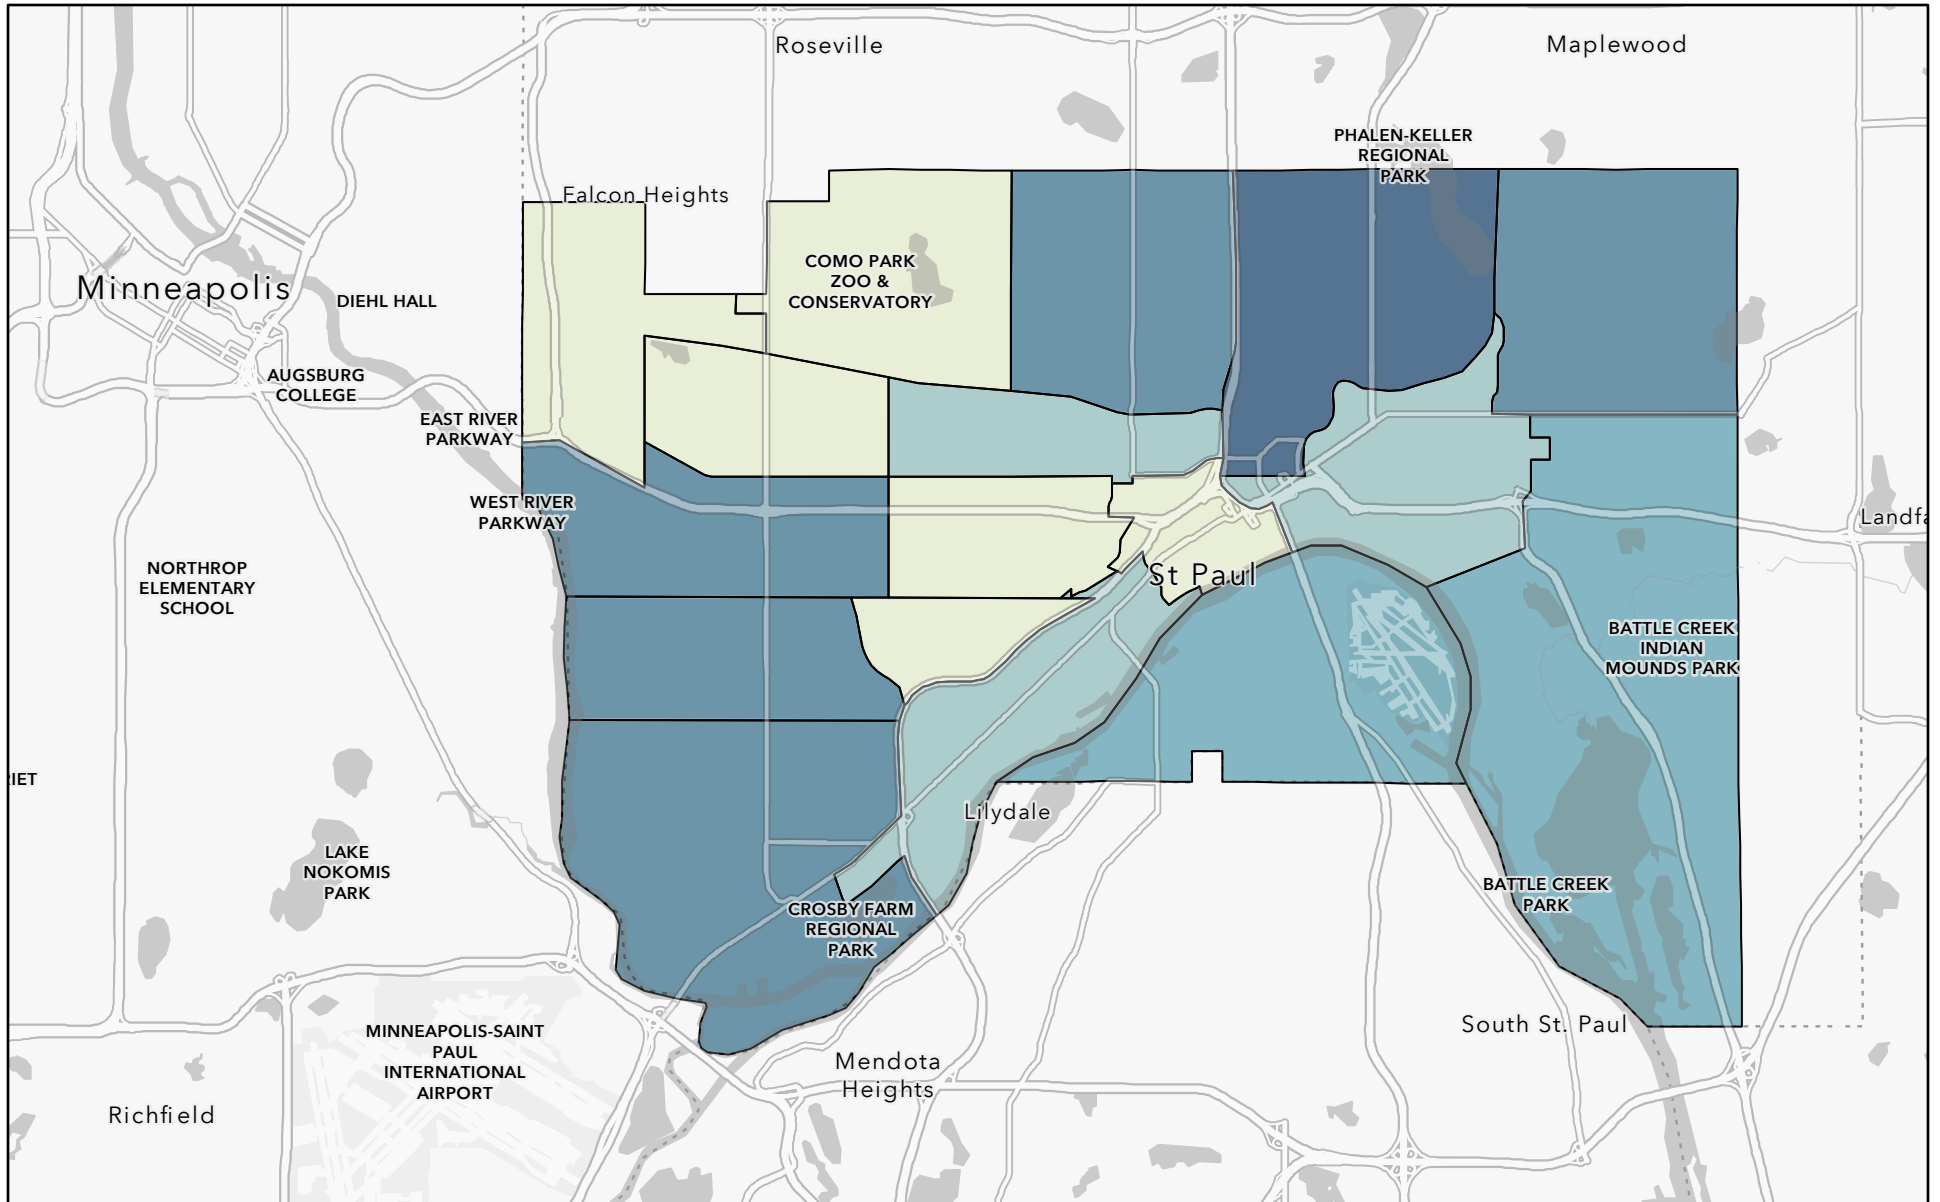 Roseville
Maplewood
PHALEN-KELLER
REGIONAL
PARK
Falcon Heights
COMO PARK
ZOO &
CONSERVATORY
Minneapolis
DIEHL HALL
AUGSBURG
COLLEGE
EAST RIVER
PARKWAY
WEST RIVER
PARKWAY
Landfa
NORTHROP
ELEMENTARY
SCHOOL
St Paul
BATTLE CREEK
INDIAN
MOUNDS PARK
RIET
Lilydale
LAKE
NOKOMIS
PARK
BATTLE CREEK
PARK
CROSBY FARM
REGIONAL
PARK
South St. Paul
MINNEAPOLIS-SAINT
PAUL
INTERNATIONAL
AIRPORT
Mendota
Heights
Richfield